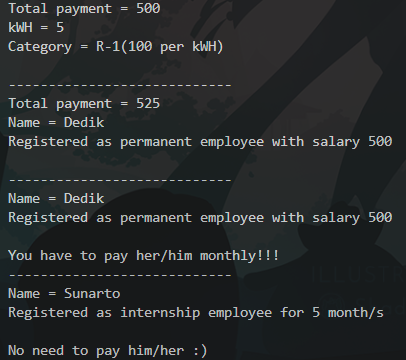 Total payment = 500
kWH = 5
Category = R-1(100 per kWH)
----------------------------
Total payment = 525
Name = Dedik
Registered as permanent employee with salary 500
----------------------------
Name = Dedik
Registered as permanent employee with salary 500
You have to pay her/him monthly!!!
----------------------------
Name = Sunarto
Registered as internship employee for 5 month/s
No need to pay him/her :)